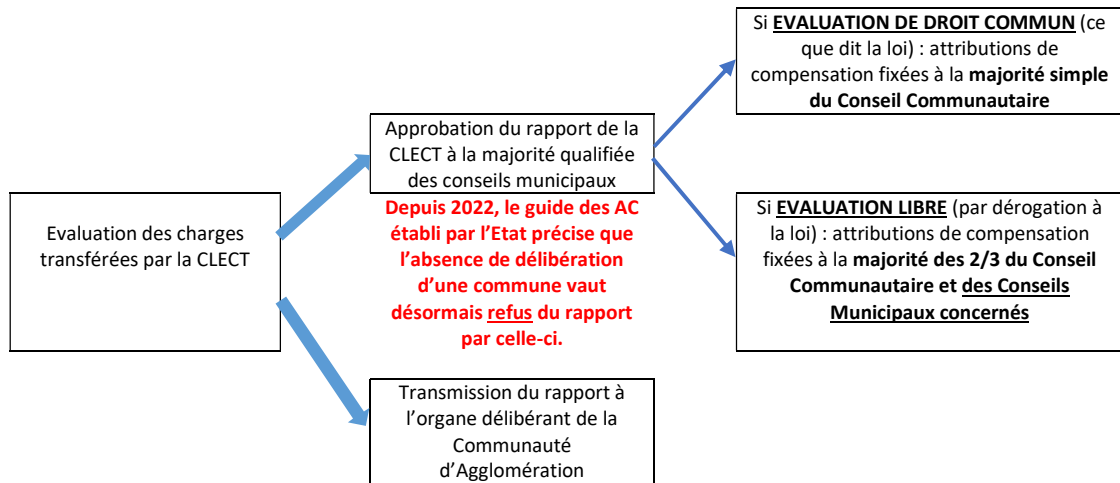 Evaluation des charges
transférées par la CLECT
Approbation du rapport de la
CLECT à la majorité qualifiée
des conseils municipaux
Depuis 2022, le guide des AC
établi par l’Etat précise que
l’absence de délibération
d’une commune vaut
désormais refus du rapport
par celle-ci.
Transmission du rapport à
l’organe délibérant de la
Communauté
d’Agglomération
Si EVALUATION DE DROIT COMMUN (ce
que dit la loi) : attributions de
compensation fixées à la majorité simple
du Conseil Communautaire
Si EVALUATION LIBRE (par dérogation à
la loi) : attributions de compensation
fixées à la majorité des 2/3 du Conseil
Communautaire et des Conseils
Municipaux concernés